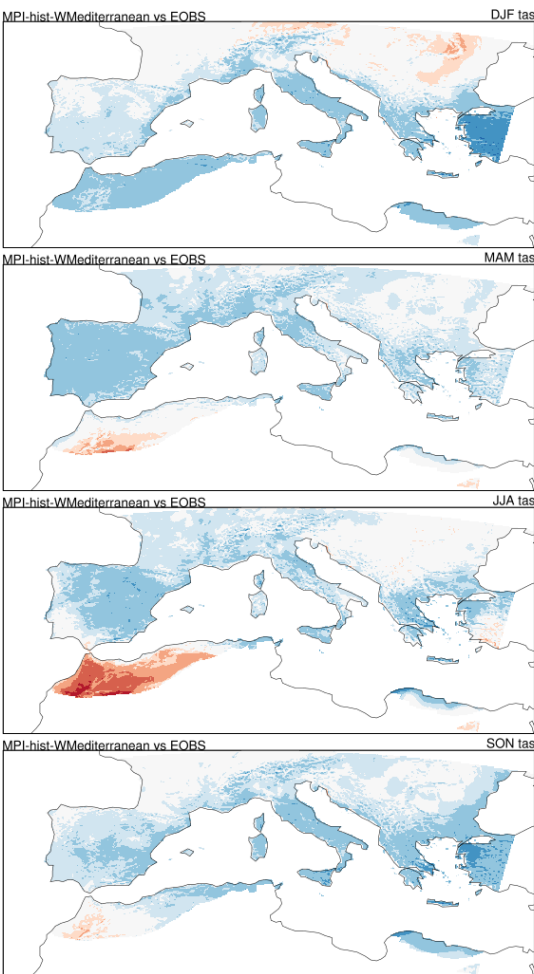 MPI-hist-WMediterranean vs EOBS DJF tas
MPI-hist-WMediterranean vs EOBS MAM tas
MPI-hist-WMediterranean vs EOBS JJA tas
MPI-hist-WMediterranean vs EOBS SON tas